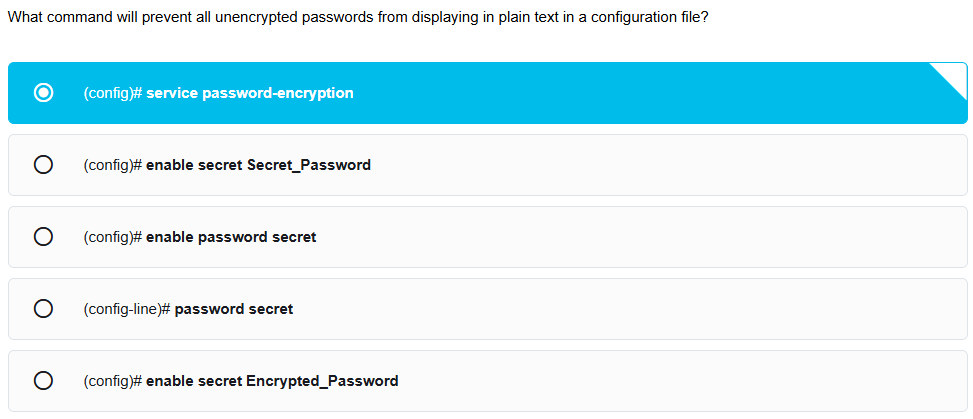 What command will prevent all unencrypted passwords from displaying in plain text in a configuration file?
(config)# service password-encryption
(config)# enable secret Secret_Password
(config)# enable password secret
(config-line)# password secret
(config)# enable secret Encrypted_Password